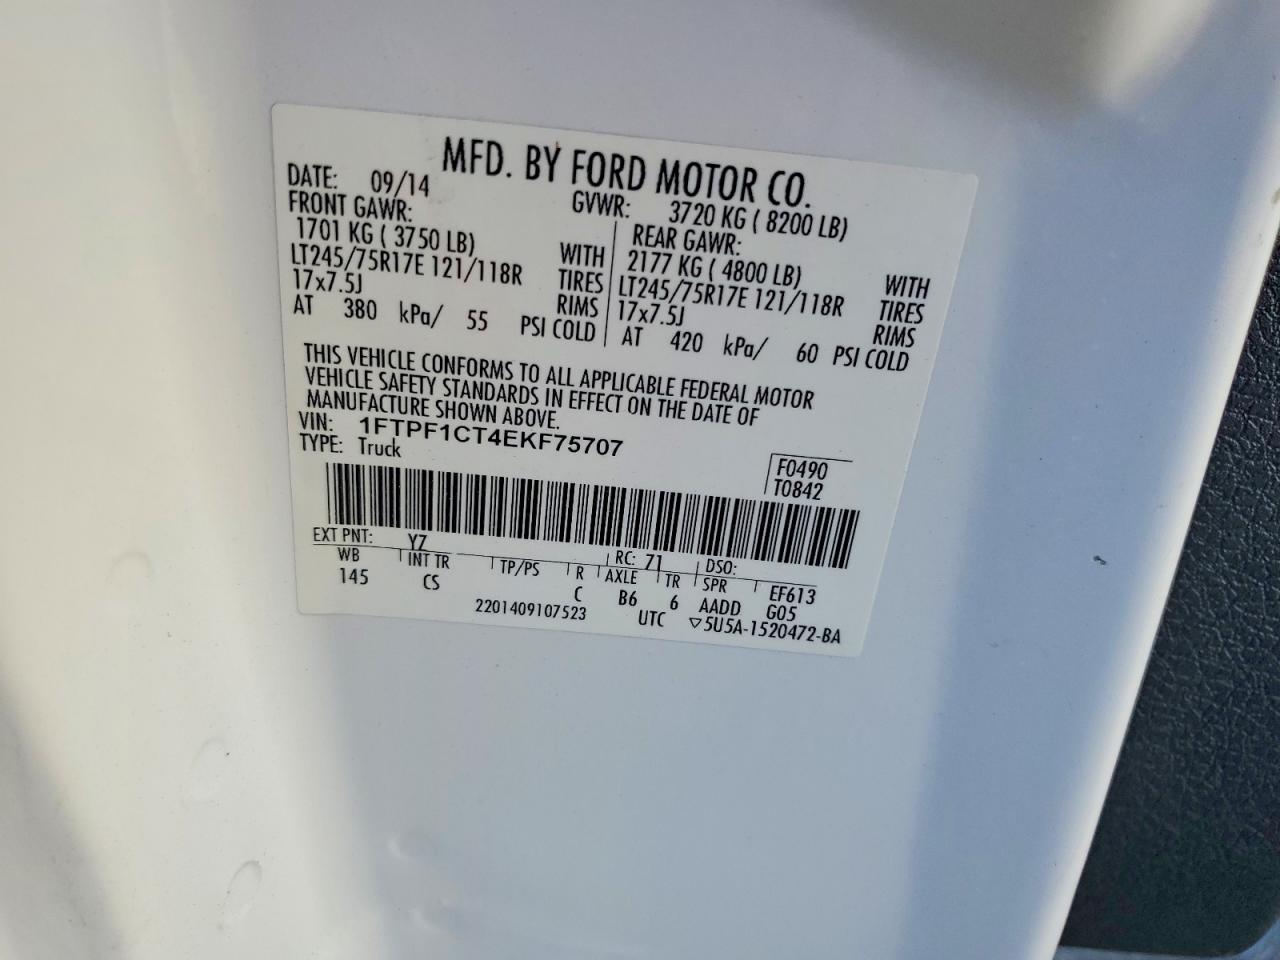 MFD. BY FORD MOTOR CO.
DATE: 09/14 GVWR: 3720 KG ( 8200 LB)
FRONT GAWR:
1701 KG ( 3750 LB) WITH
LT245/75R17E 121/118R TIRES
17x7.5J RIMS
AT 380 kPa/ 55 PSI COLD
REAR GAWR:
2177 KG ( 4800 LB) WITH
LT245/75R17E 121/118R TIRES
17x7.5J RIMS
AT 420 kPa/ 60 PSI COLD
THIS VEHICLE CONFORMS TO ALL APPLICABLE FEDERAL MOTOR
VEHICLE SAFETY STANDARDS IN EFFECT ON THE DATE OF
MANUFACTURE SHOWN ABOVE.
VIN: 1FTPF1CT4EKF75707
TYPE: Truck
F0490
T0842
EXT PNT: YZ RC: 71 DSO:
WB INT TR TP/PS R AXLE TR SPR EF613
145 CS C B6 6 AADD G05
2201409107523 UTC ▽5U5A-1520472-BA